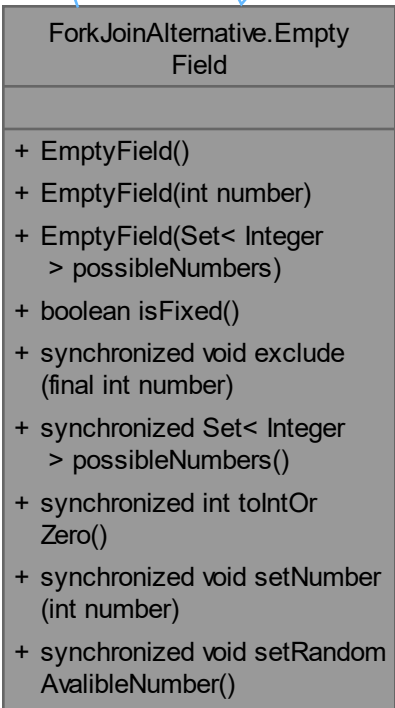 ForkJoinAlternative.Empty
Field
+ EmptyField()
+ EmptyField(int number)
+ EmptyField(Set< Integer
> possibleNumbers)
+ boolean isFixed()
+ synchronized void exclude
(final int number)
+ synchronized Set< Integer
> possibleNumbers()
+ synchronized int toIntOr
Zero()
+ synchronized void setNumber
(int number)
+ synchronized void setRandom
AvalibleNumber()